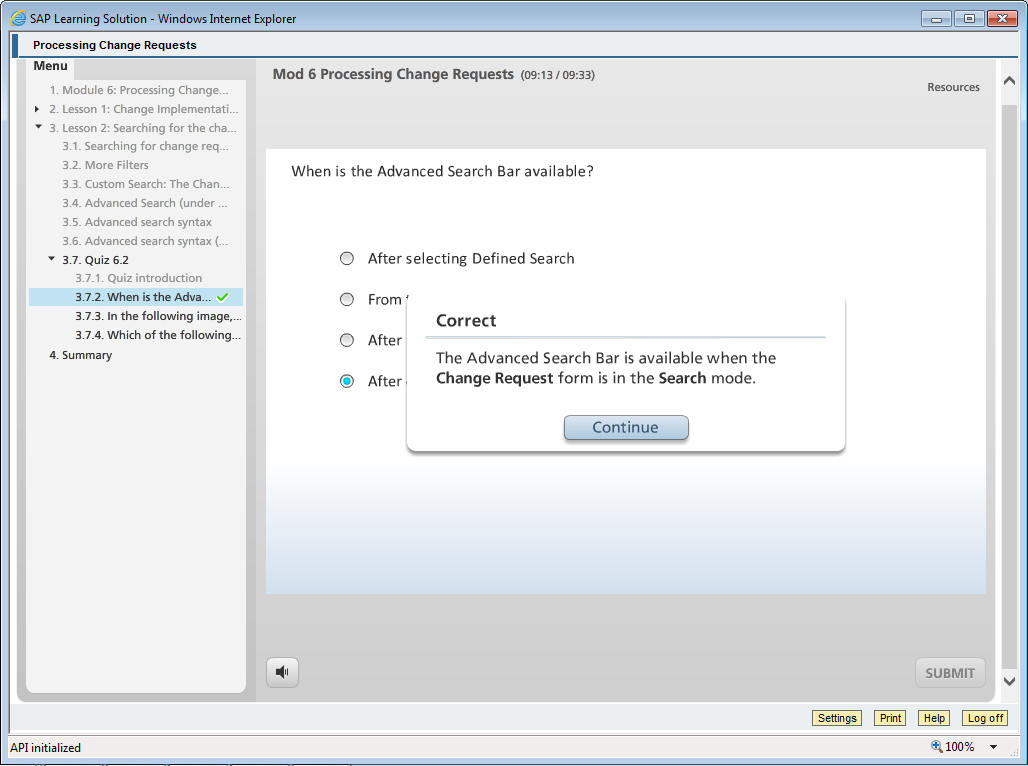 SAP Learning Solution - Windows Internet Explorer
Processing Change Requests
Menu
1. Module 6: Processing Change...
2. Lesson 1: Change Implementati...
3. Lesson 2: Searching for the cha...
3.1. Searching for change req...
3.2. More Filters
3.3. Custom Search: The Chan...
3.4. Advanced Search (under ...
3.5. Advanced search syntax
3.6. Advanced search syntax (...
3.7. Quiz 6.2
3.7.1. Quiz introduction
3.7.2. When is the Adva...
3.7.3. In the following image,...
3.7.4. Which of the following...
4. Summary
Mod 6 Processing Change Requests (09:13 / 09:33)
Resources
When is the Advanced Search Bar available?
After selecting Defined Search
From
After
After
Correct
The Advanced Search Bar is available when the
Change Request form is in the Search mode.
Continue
SUBMIT
Settings
Print
Help
Log off
API initialized
100%